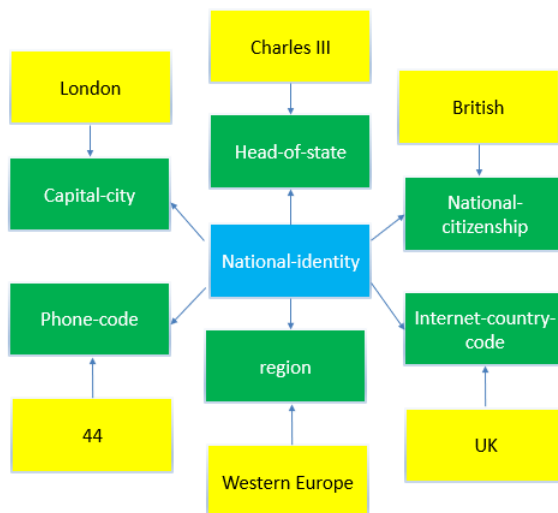 Charles III
London
British
Head-of-state
Capital-city
National-
citizenship
National-identity
Phone-code
Internet-country-
code
region
44
UK
Western Europe